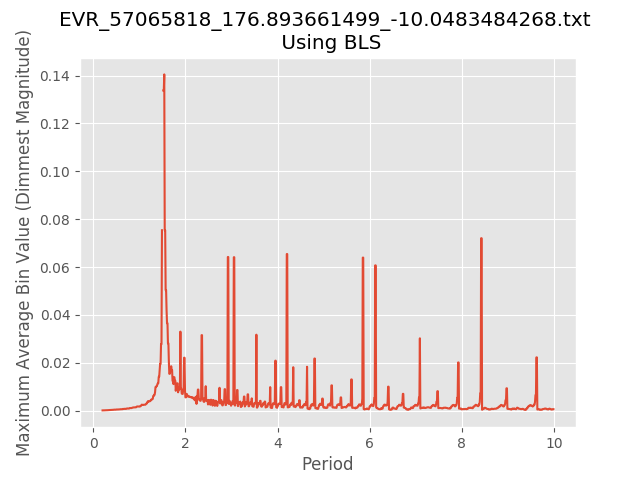 EVR_57065818_176.893661499_-10.0483484268.txt
Using BLS
Maximum Average Bin Value (Dimmest Magnitude)
0.14
0.12
0.10
0.08
0.06
0.04
0.02
0.00
0 2 4 6 8 10
Period